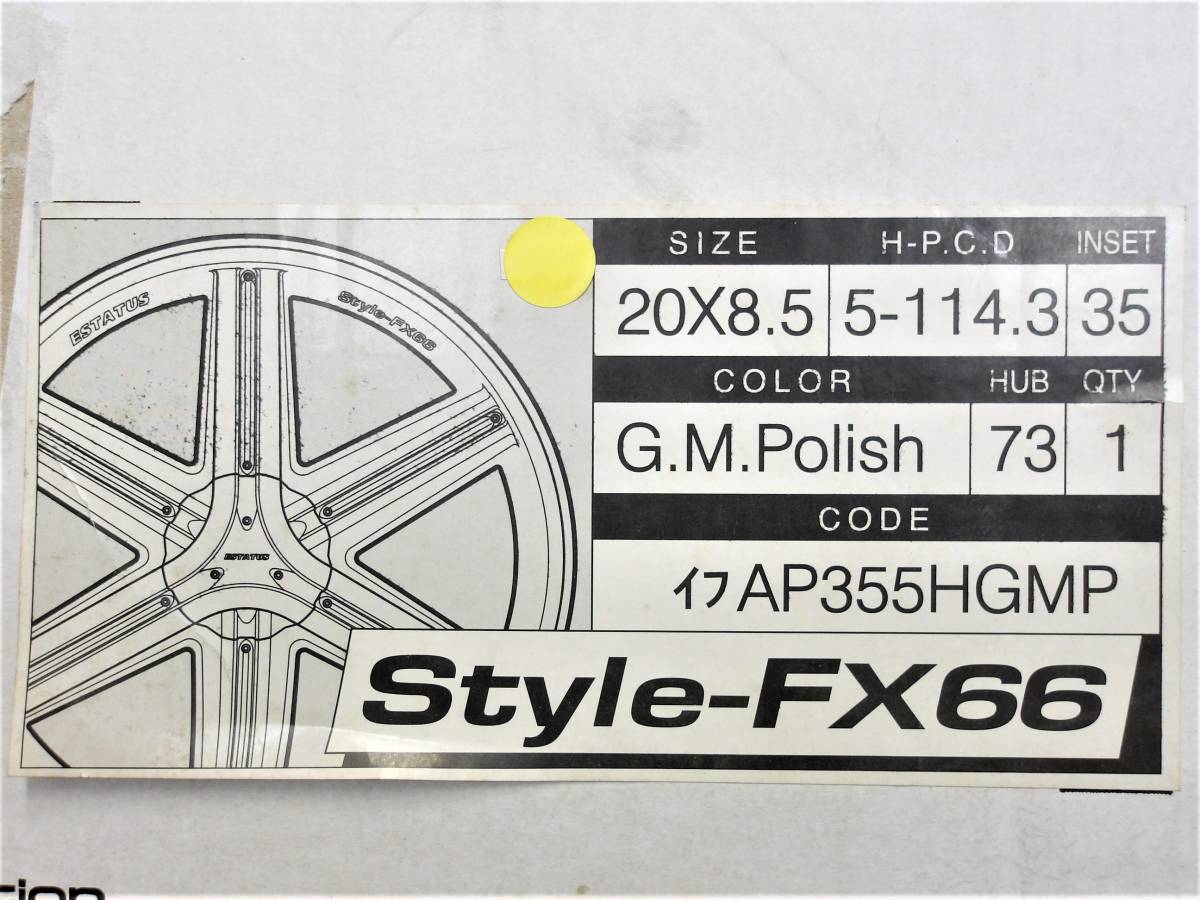 ESTATUS Style-FX66
ESTATUS
SIZE H-P.C.D INSET
20X8.5 5-114.3 35
COLOR HUB QTY
G.M.Polish 73 1
CODE
イフAP355HGMP
Style-FX66